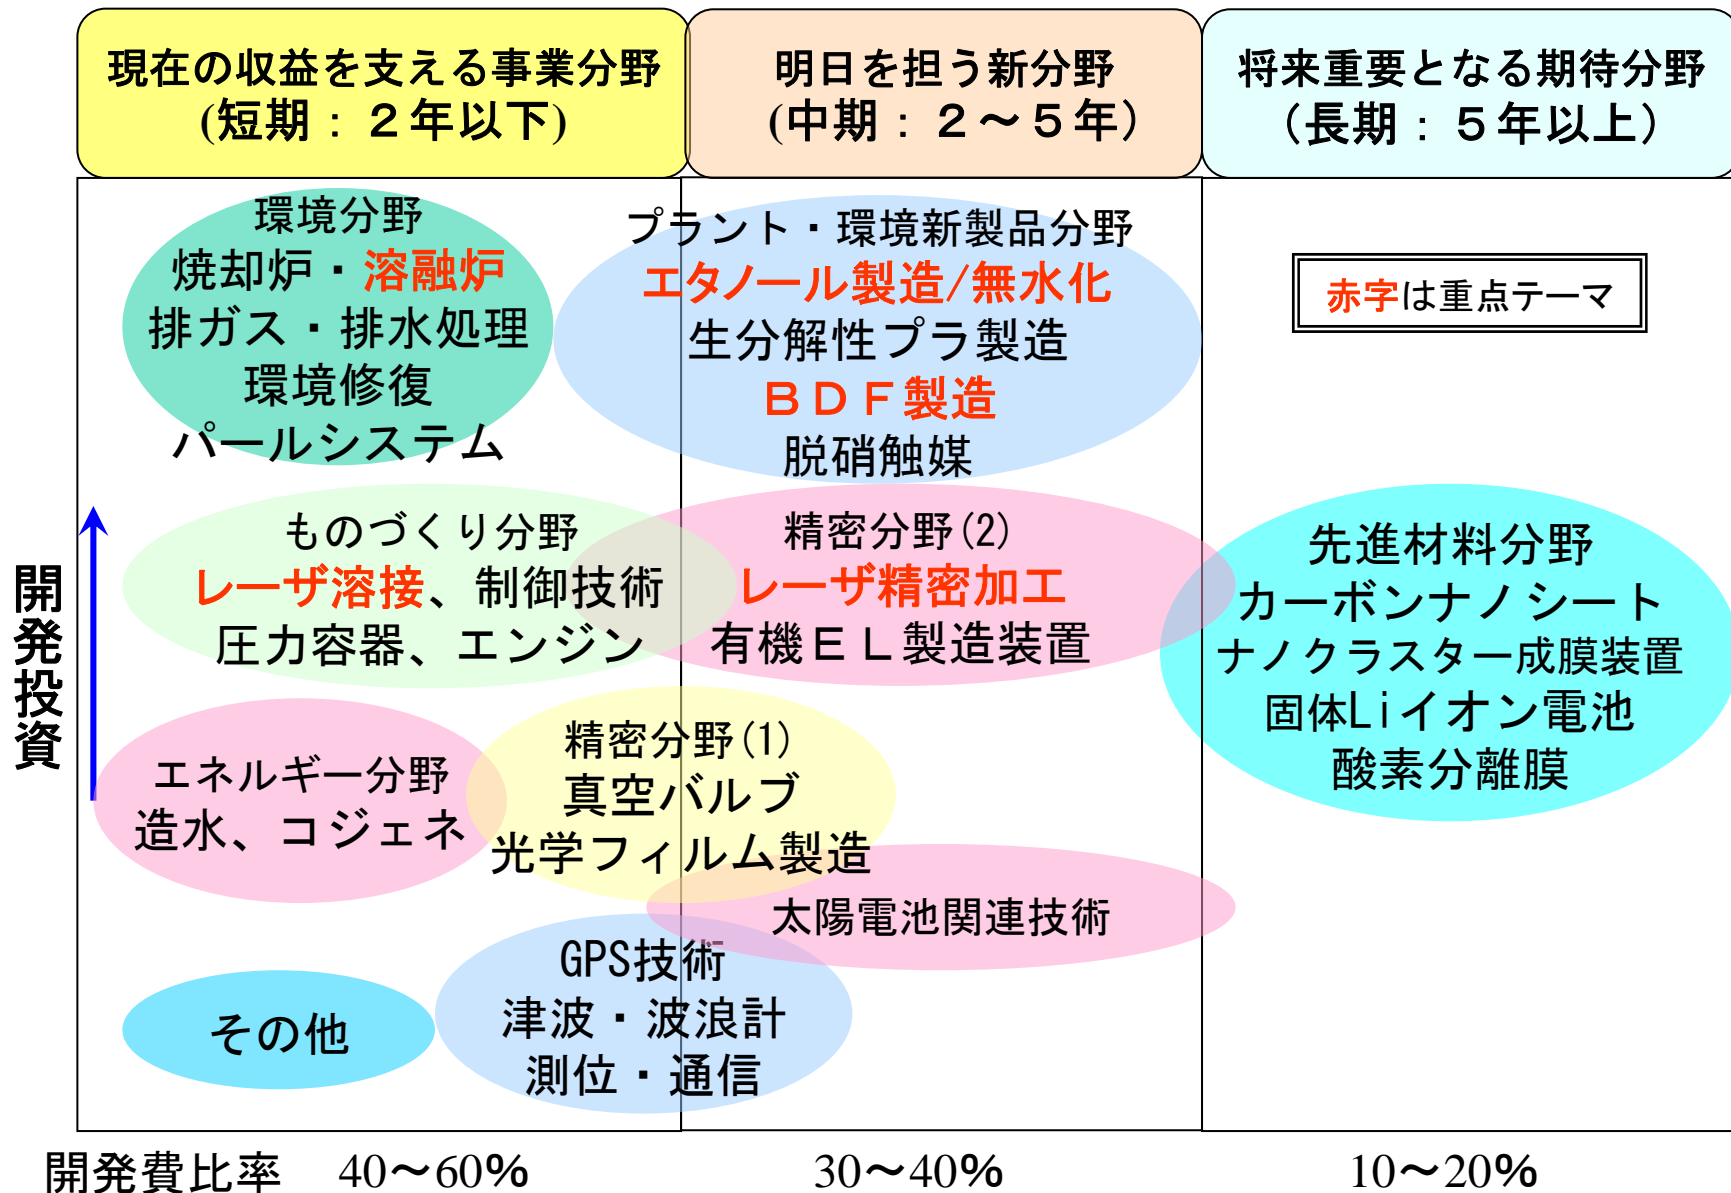 現在の収益を支える事業分野
(短期：２年以下)
明日を担う新分野
(中期：２～５年）
将来重要となる期待分野
（長期：５年以上）
環境分野
焼却炉・溶融炉
排ガス・排水処理
環境修復
パールシステム
プラント・環境新製品分野
エタノール製造/無水化
生分解性プラ製造
ＢＤＦ製造
脱硝触媒
赤字は重点テーマ
開発投資
ものづくり分野
レーザ溶接、制御技術
圧力容器、エンジン
精密分野(2)
レーザ精密加工
有機ＥＬ製造装置
先進材料分野
カーボンナノシート
ナノクラスター成膜装置
固体Liイオン電池
酸素分離膜
エネルギー分野
造水、コジェネ
精密分野(1)
真空バルブ
光学フィルム製造
太陽電池関連技術
GPS技術
津波・波浪計
測位・通信
その他
開発費比率 40～60% 30～40% 10～20%